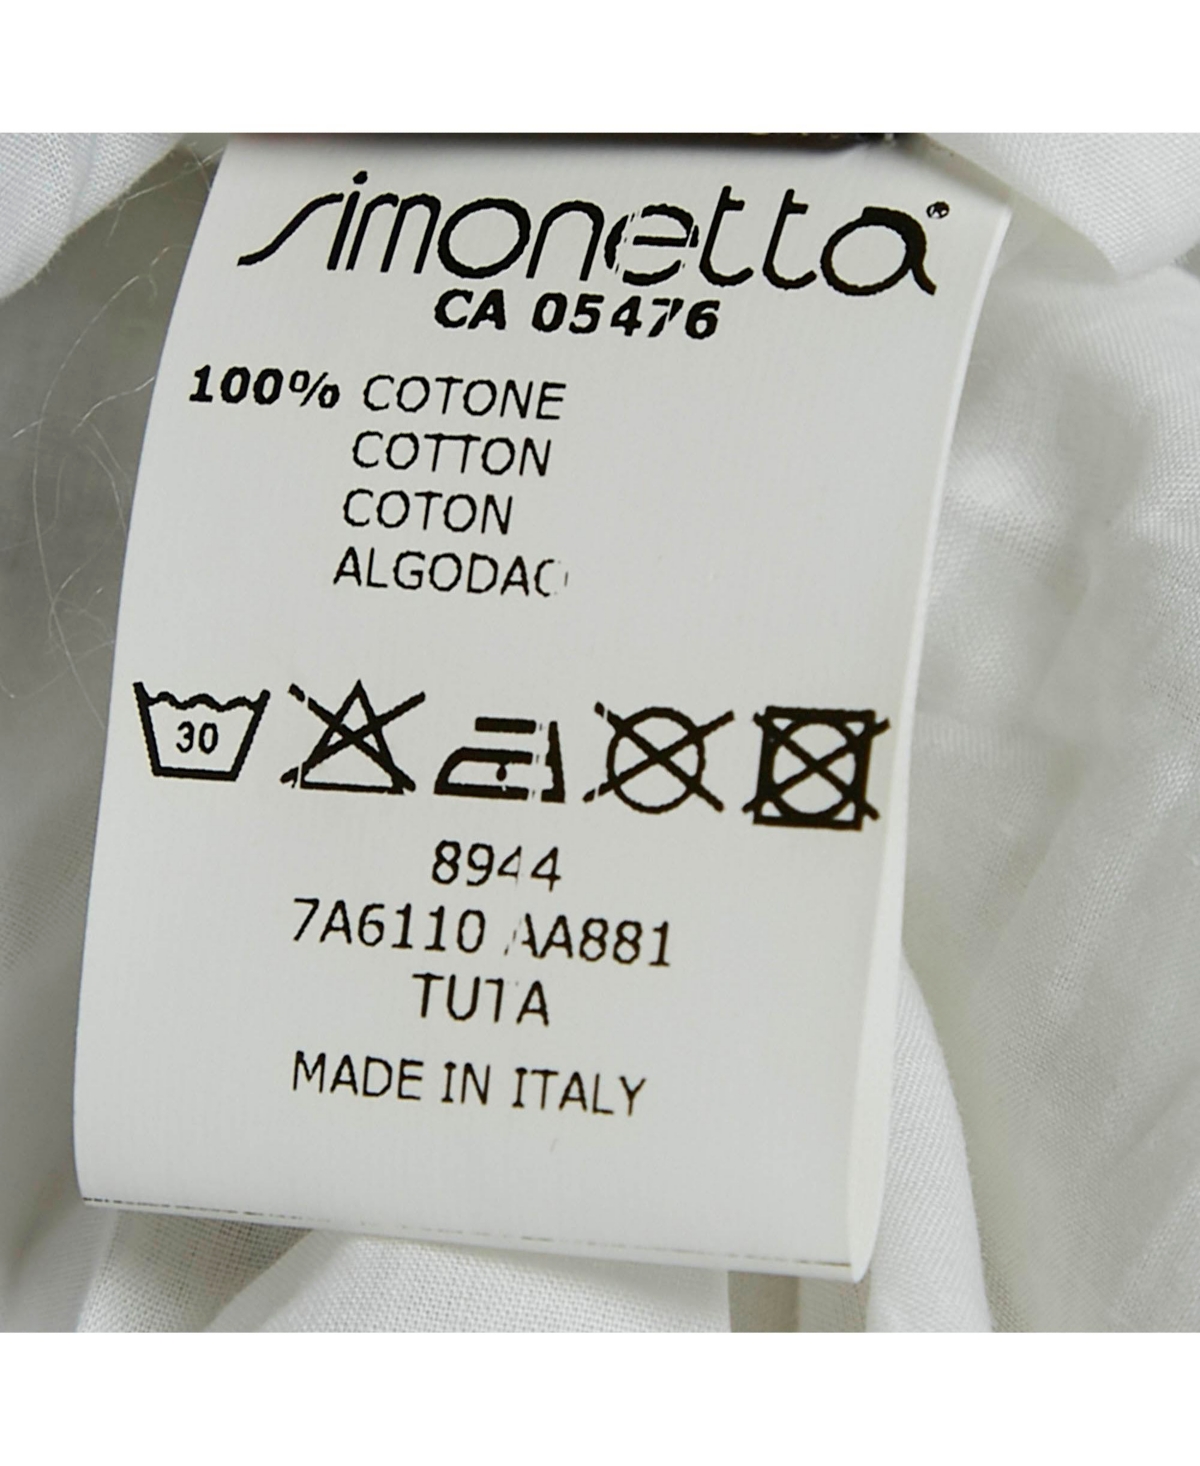 simonetta®
CA 05476
100% COTONE
COTTON
COTON
ALGODAO
30
8944
7A6110 AA881
TUTA
MADE IN ITALY